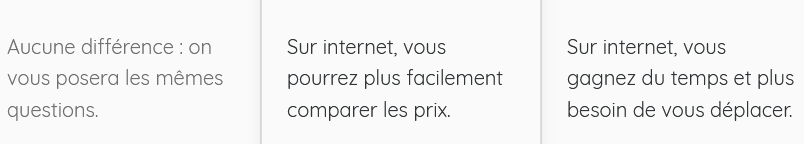 Aucune différence : on
vous posera les mêmes
questions.
Sur internet, vous
pourrez plus facilement
comparer les prix.
Sur internet, vous
gagnez du temps et plus
besoin de vous déplacer.